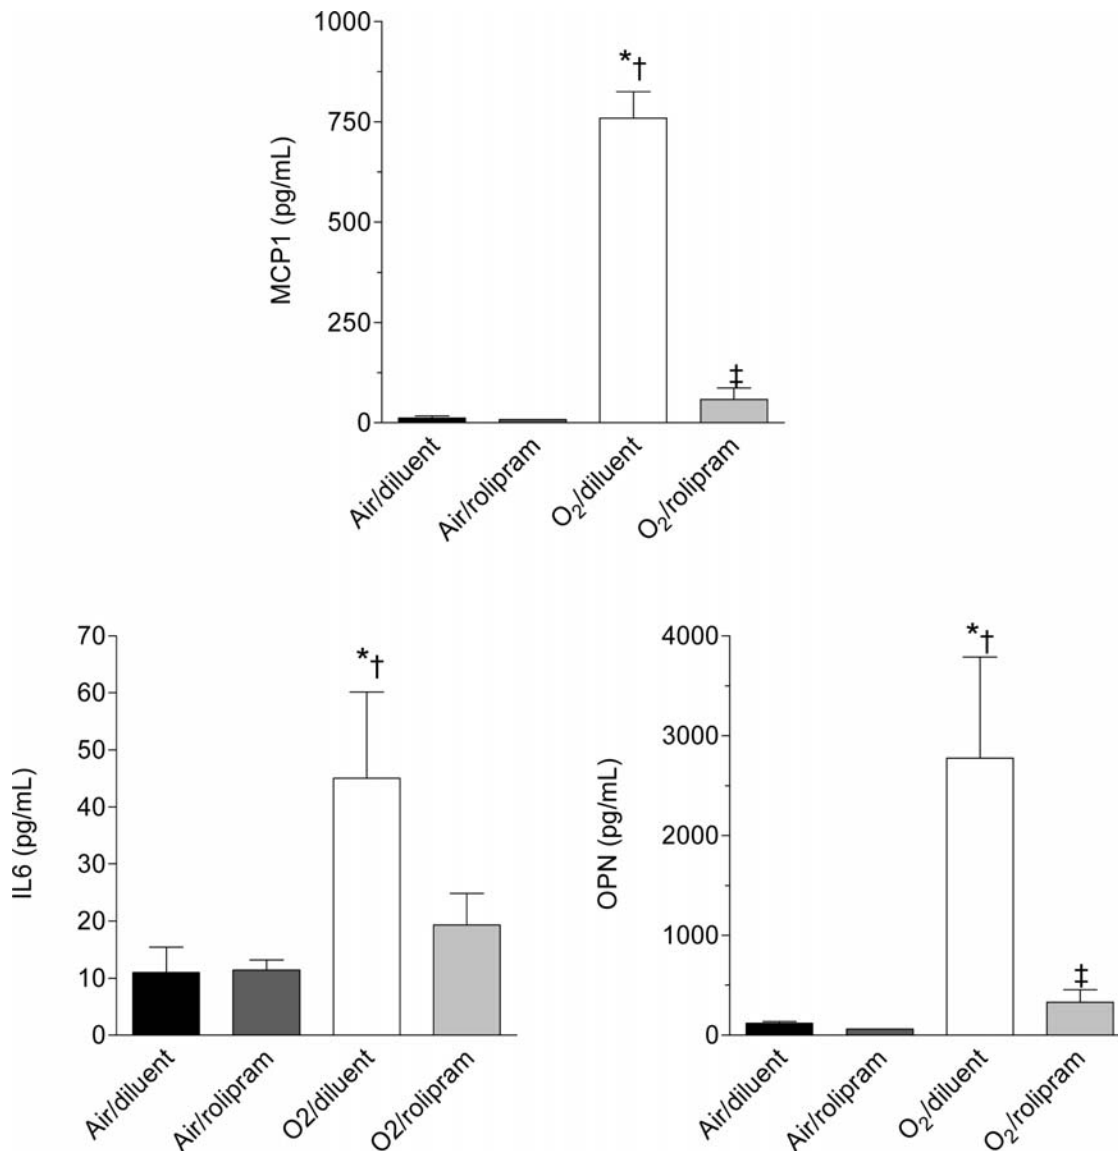 1000
750
500
250
0
MCP1 (pg/mL)
*†
‡
Air/diluent
Air/rolipram
O₂/diluent
O₂/rolipram
70
60
50
40
30
20
10
0
IL6 (pg/mL)
*†
Air/diluent
Air/rolipram
O2/diluent
O2/rolipram
4000
3000
2000
1000
0
OPN (pg/mL)
*†
‡
Air/diluent
Air/rolipram
O₂/diluent
O₂/rolipram